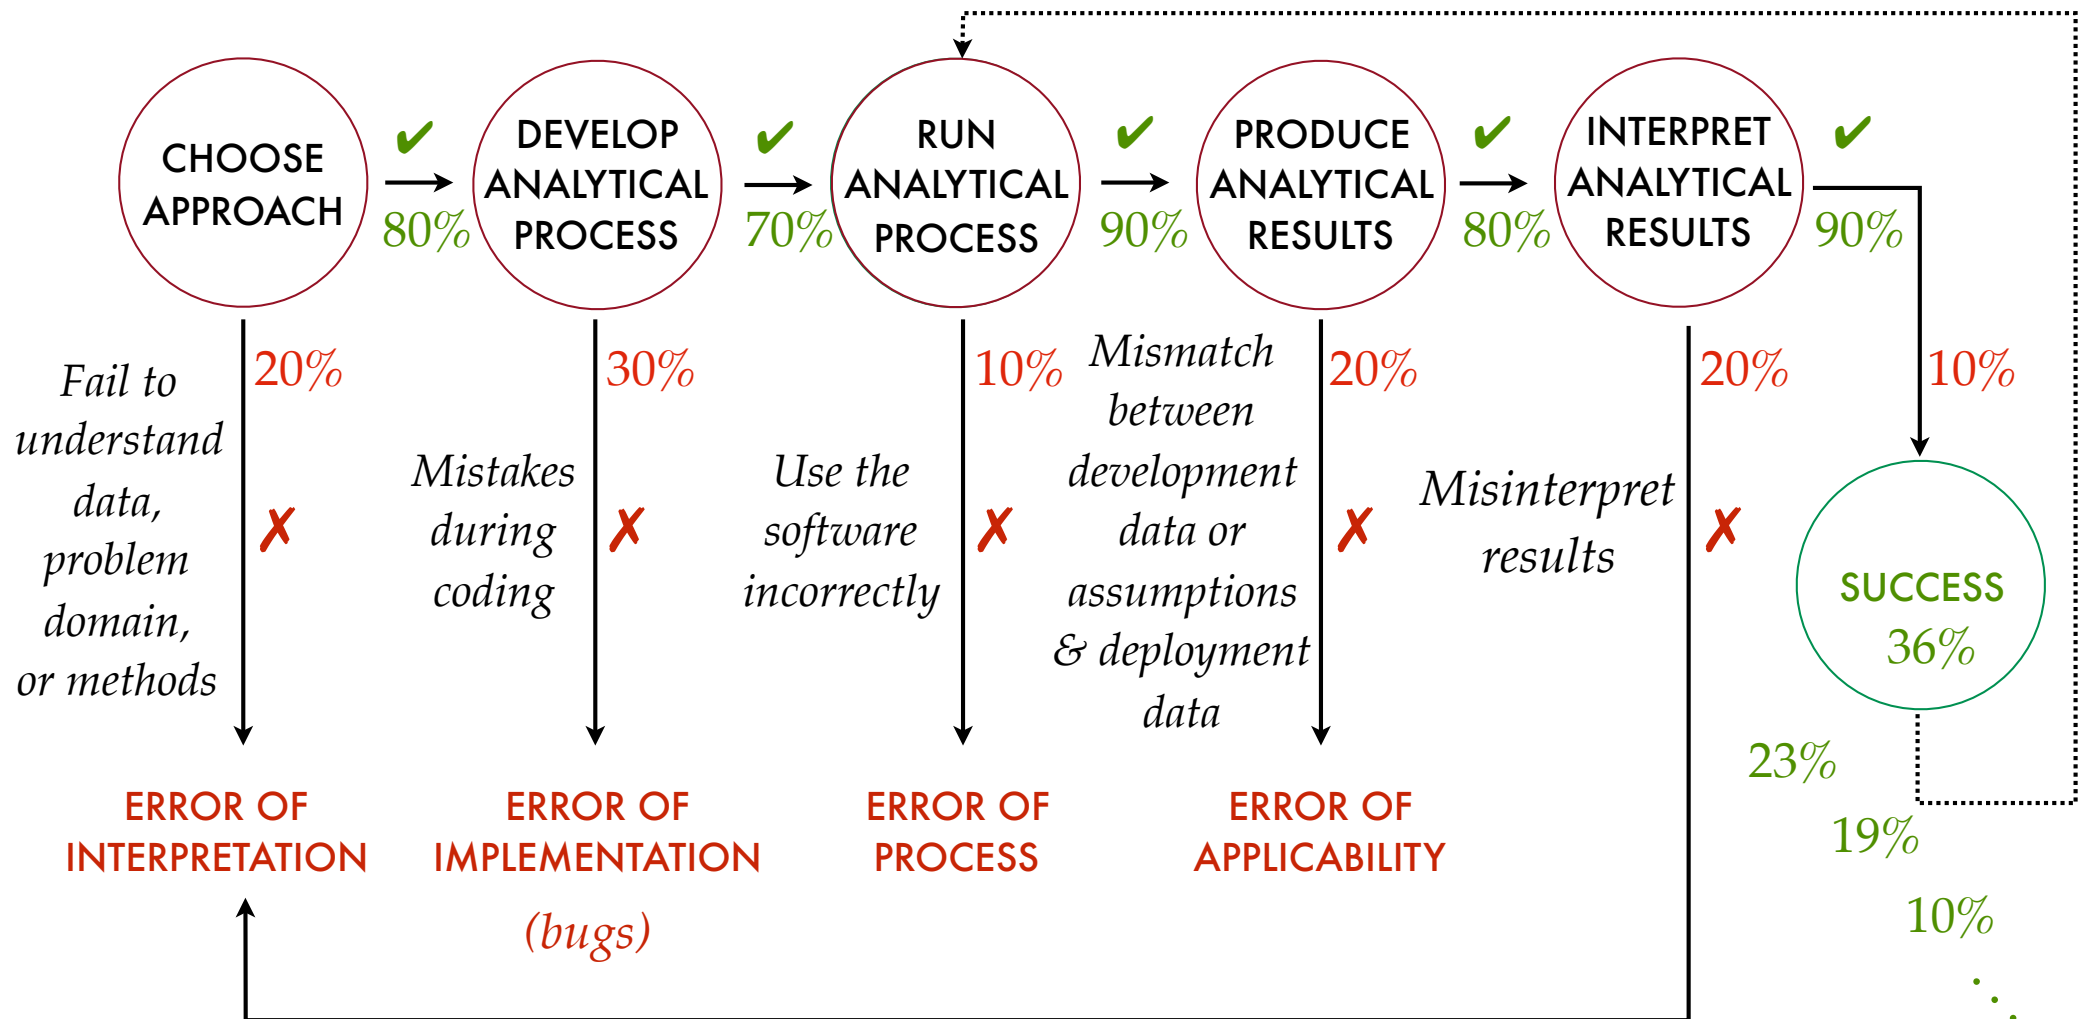 CHOOSE
APPROACH
✔
80%
DEVELOP
ANALYTICAL
PROCESS
✔
70%
RUN
ANALYTICAL
PROCESS
✔
90%
PRODUCE
ANALYTICAL
RESULTS
✔
80%
INTERPRET
ANALYTICAL
RESULTS
✔
90%
Fail to
understand
data,
problem
domain,
or methods
20%
✗
Mistakes
during
coding
30%
✗
Use the
software
incorrectly
10%
✗
Mismatch
between
development
data or
assumptions
& deployment
data
20%
✗
Misinterpret
results
20%
✗
10%
SUCCESS
36%
23%
19%
10%
ERROR OF
INTERPRETATION
ERROR OF
IMPLEMENTATION
(bugs)
ERROR OF
PROCESS
ERROR OF
APPLICABILITY